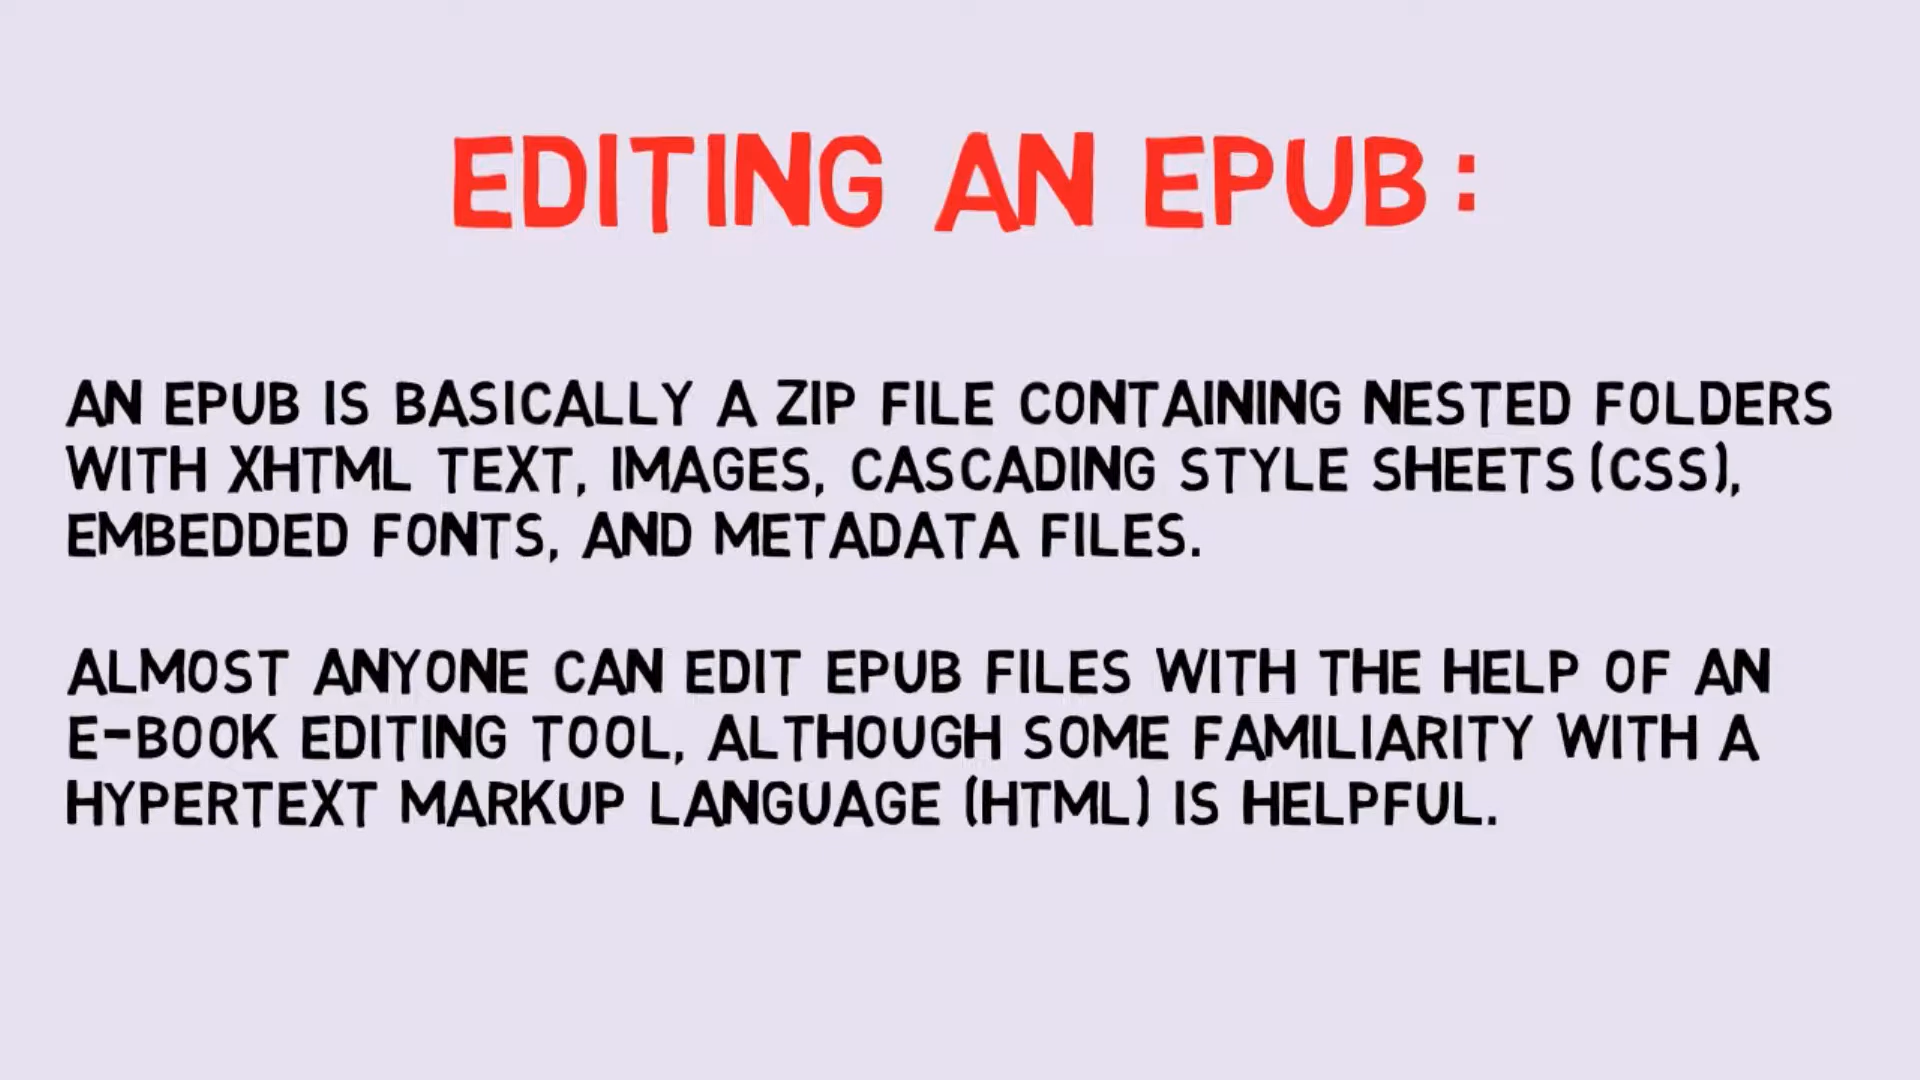 EDITING AN EPUB:
AN EPUB IS BASICALLY A ZIP FILE CONTAINING NESTED FOLDERS
WITH XHTML TEXT, IMAGES, CASCADING STYLE SHEETS (CSS),
EMBEDDED FONTS, AND METADATA FILES.
ALMOST ANYONE CAN EDIT EPUB FILES WITH THE HELP OF AN
E-BOOK EDITING TOOL, ALTHOUGH SOME FAMILIARITY WITH A
HYPERTEXT MARKUP LANGUAGE (HTML) IS HELPFUL.